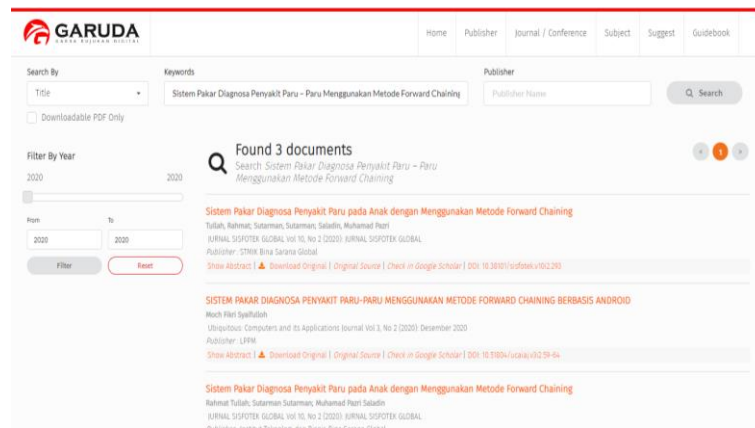 GARUDA
GARBA RUJUKAN DIGITAL
Home Publisher Journal / Conference Subject Suggest Guidebook
Search By Keywords Publisher
Title Sistem Pakar Diagnosa Penyakit Paru – Paru Menggunakan Metode Forward Chaining Publisher Name Search
Downloadable PDF Only
Filter By Year
2020 2020
From To
2020 2020
Filter Reset
Found 3 documents
Search Sistem Pakar Diagnosa Penyakit Paru – Paru
Menggunakan Metode Forward Chaining
1
Sistem Pakar Diagnosa Penyakit Paru pada Anak dengan Menggunakan Metode Forward Chaining
Tullah, Rahmat; Sutarman, Sutarman; Saladin, Muhamad Pazri
JURNAL SISFOTEK GLOBAL Vol 10, No 2 (2020): JURNAL SISFOTEK GLOBAL
Publisher : STMIK Bina Sarana Global
Show Abstract | Download Original | Original Source | Check in Google Scholar | DOI: 10.38101/sisfotek.v10i2.292
SISTEM PAKAR DIAGNOSA PENYAKIT PARU-PARU MENGGUNAKAN METODE FORWARD CHAINING BERBASIS ANDROID
Moch Fikri Syaifulloh
Ubiquitous: Computers and its Applications Journal Vol 3, No 2 (2020): Desember 2020
Publisher : LPPM
Show Abstract | Download Original | Original Source | Check in Google Scholar | DOI: 10.51804/ucaiaj.v3i2.59-64
Sistem Pakar Diagnosa Penyakit Paru pada Anak dengan Menggunakan Metode Forward Chaining
Rahmat Tullah; Sutarman Sutarman; Muhamad Pazri Saladin
JURNAL SISFOTEK GLOBAL Vol 10, No 2 (2020): JURNAL SISFOTEK GLOBAL